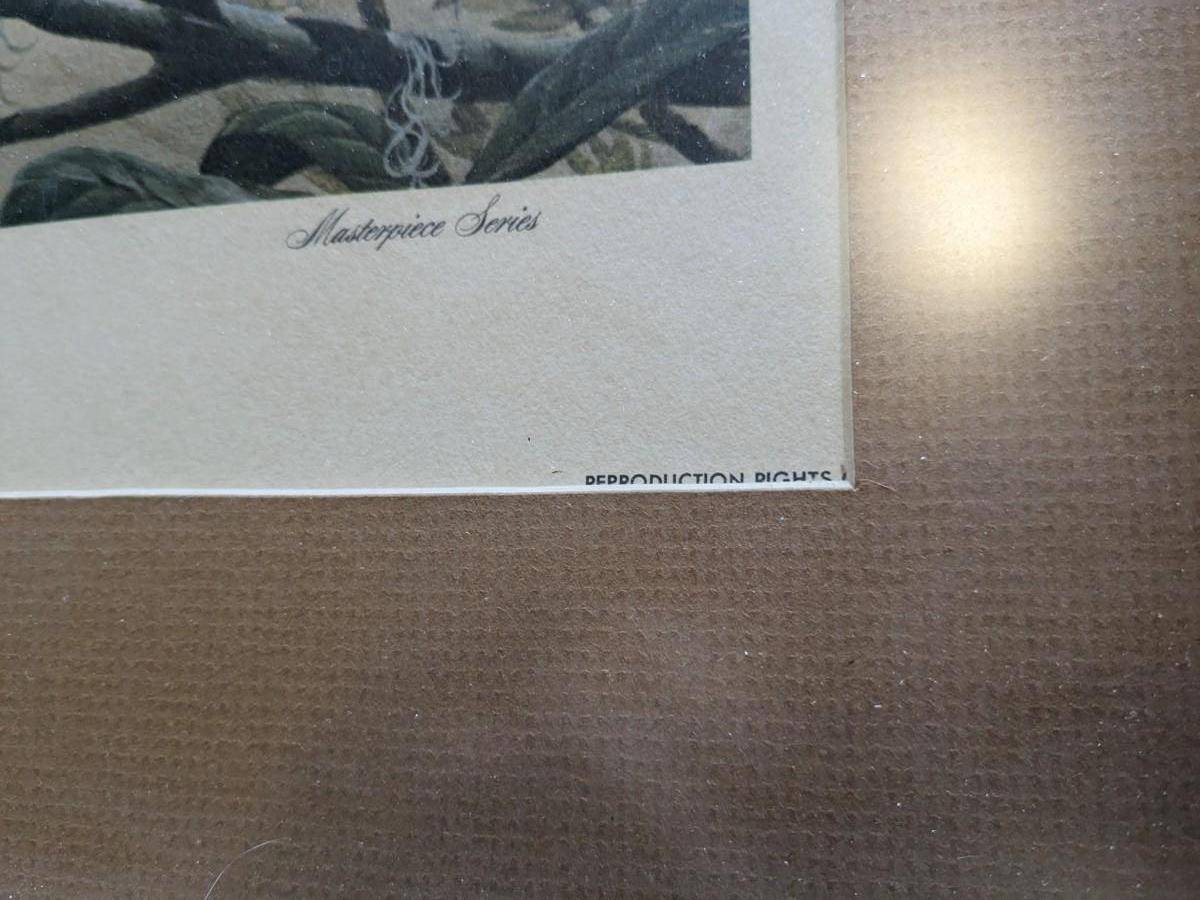 Masterpiece Series
REPRODUCTION RIGHTS